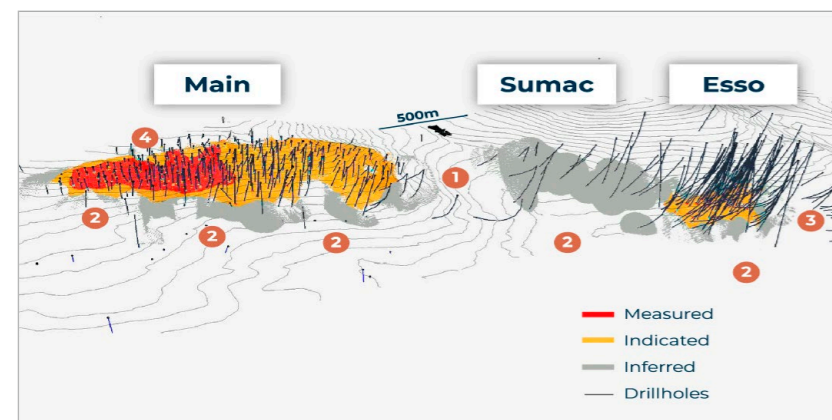 Main
Sumac
Esso
500m
4
1
2
3
2
2
2
2
Measured
Indicated
Inferred
Drillholes